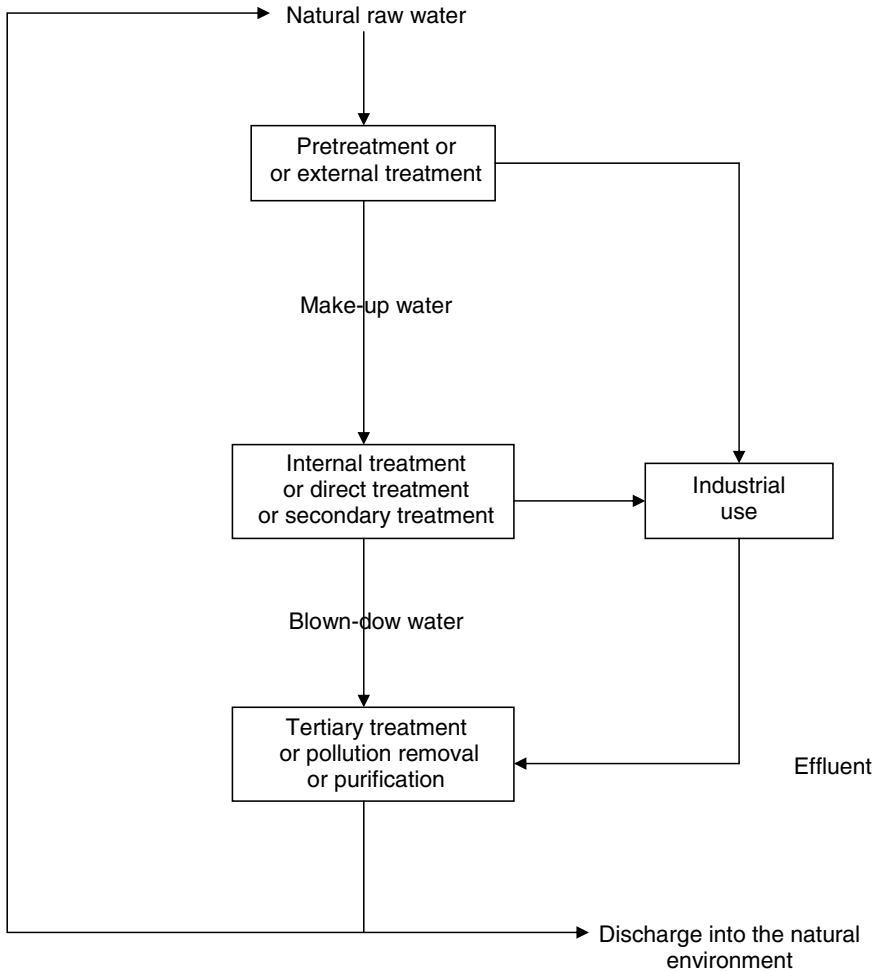 Natural raw water
Pretreatment or
or external treatment
Make-up water
Internal treatment
or direct treatment
or secondary treatment
Industrial
use
Blown-dow water
Tertiary treatment
or pollution removal
or purification
Effluent
Discharge into the natural
environment